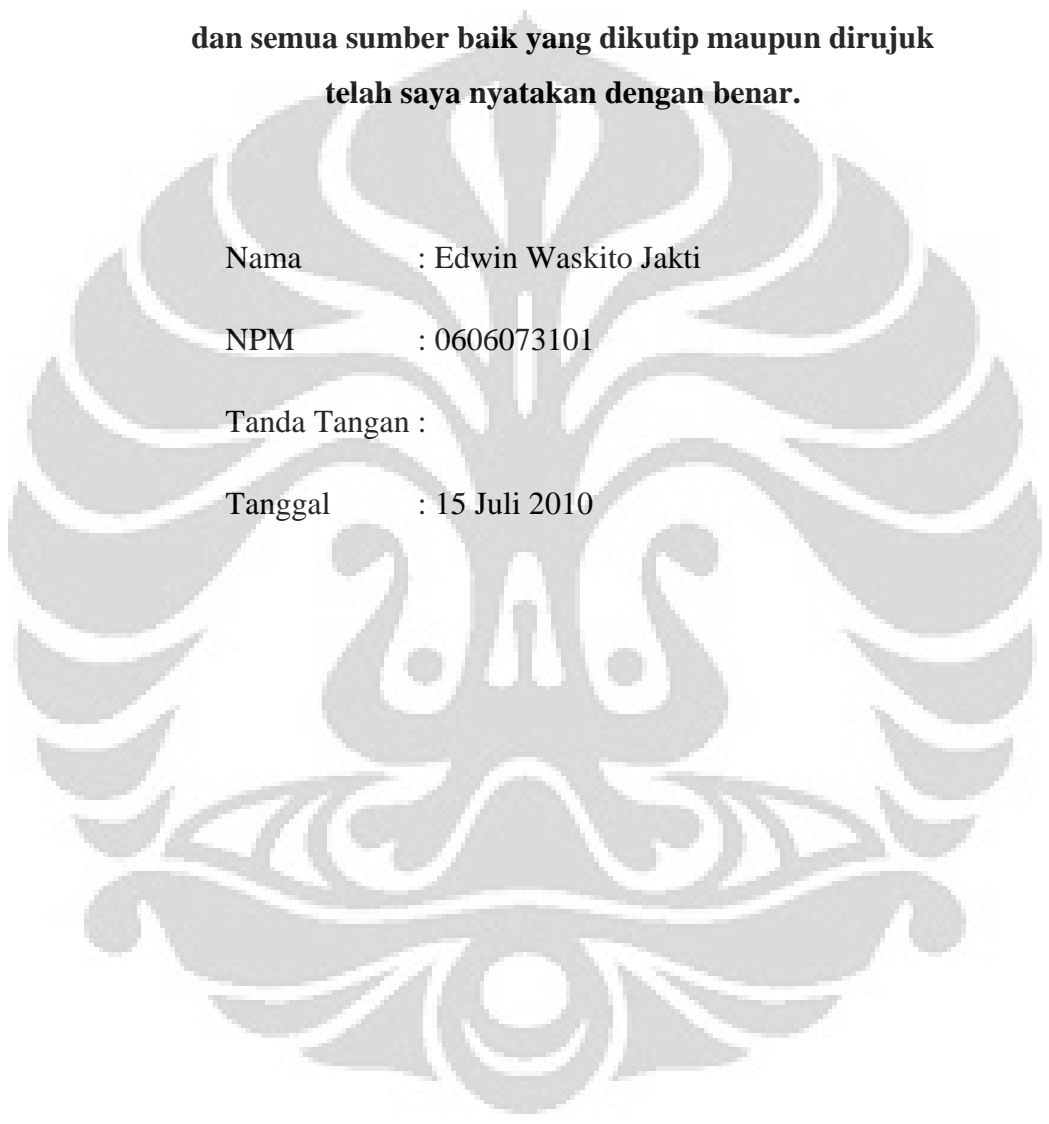 dan semua sumber baik yang dikutip maupun dirujuk
telah saya nyatakan dengan benar.
Nama : Edwin Waskito Jakti
NPM : 0606073101
Tanda Tangan :
Tanggal : 15 Juli 2010